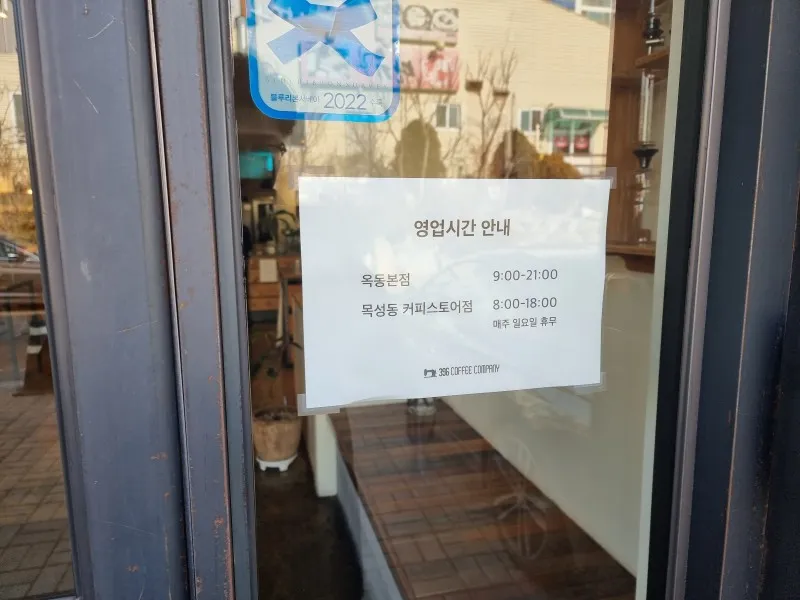 2022
영업시간 안내
옥동본점 9:00-21:00
목성동 커피스토어점 8:00-18:00
매주 일요일 휴무
396 COFFEE COMPANY